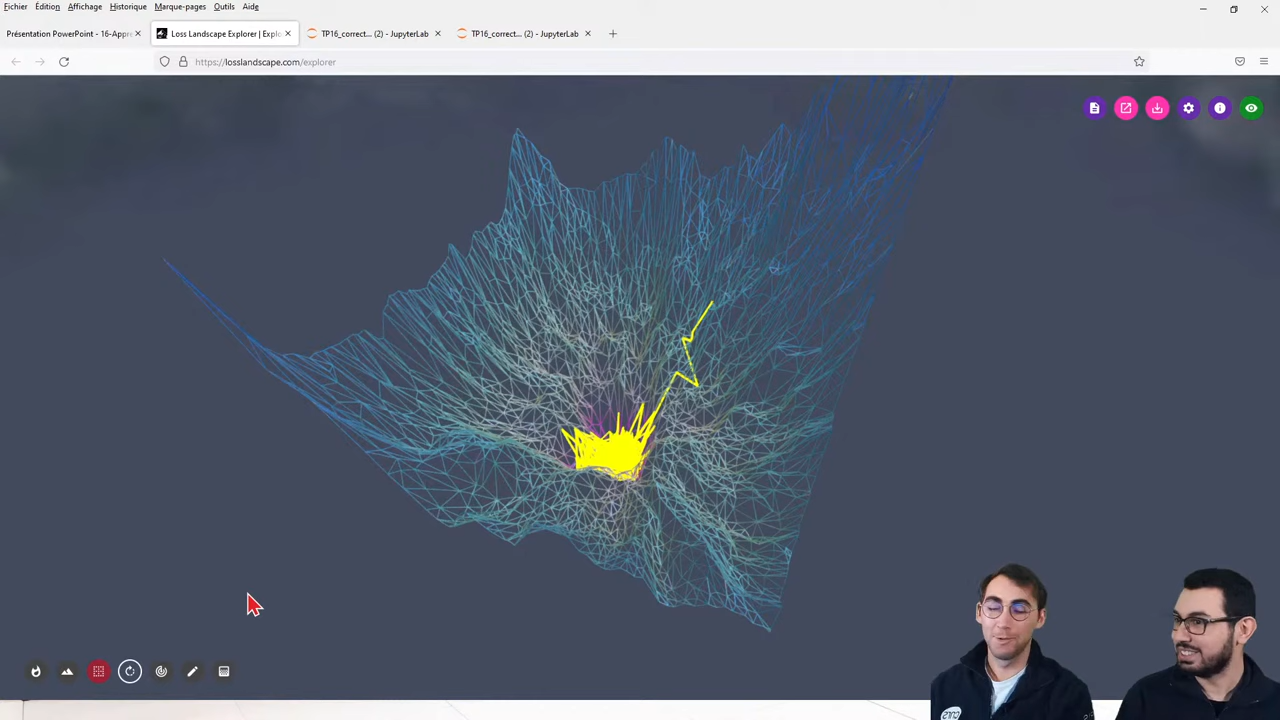 Fichier Édition Affichage Historique Marque-pages Outils Aide
Présentation PowerPoint - 16-Appre
Loss Landscape Explorer | Explo
TP16_correct... (2) - JupyterLab
TP16_correct... (2) - JupyterLab
https://losslandscape.com/explorer